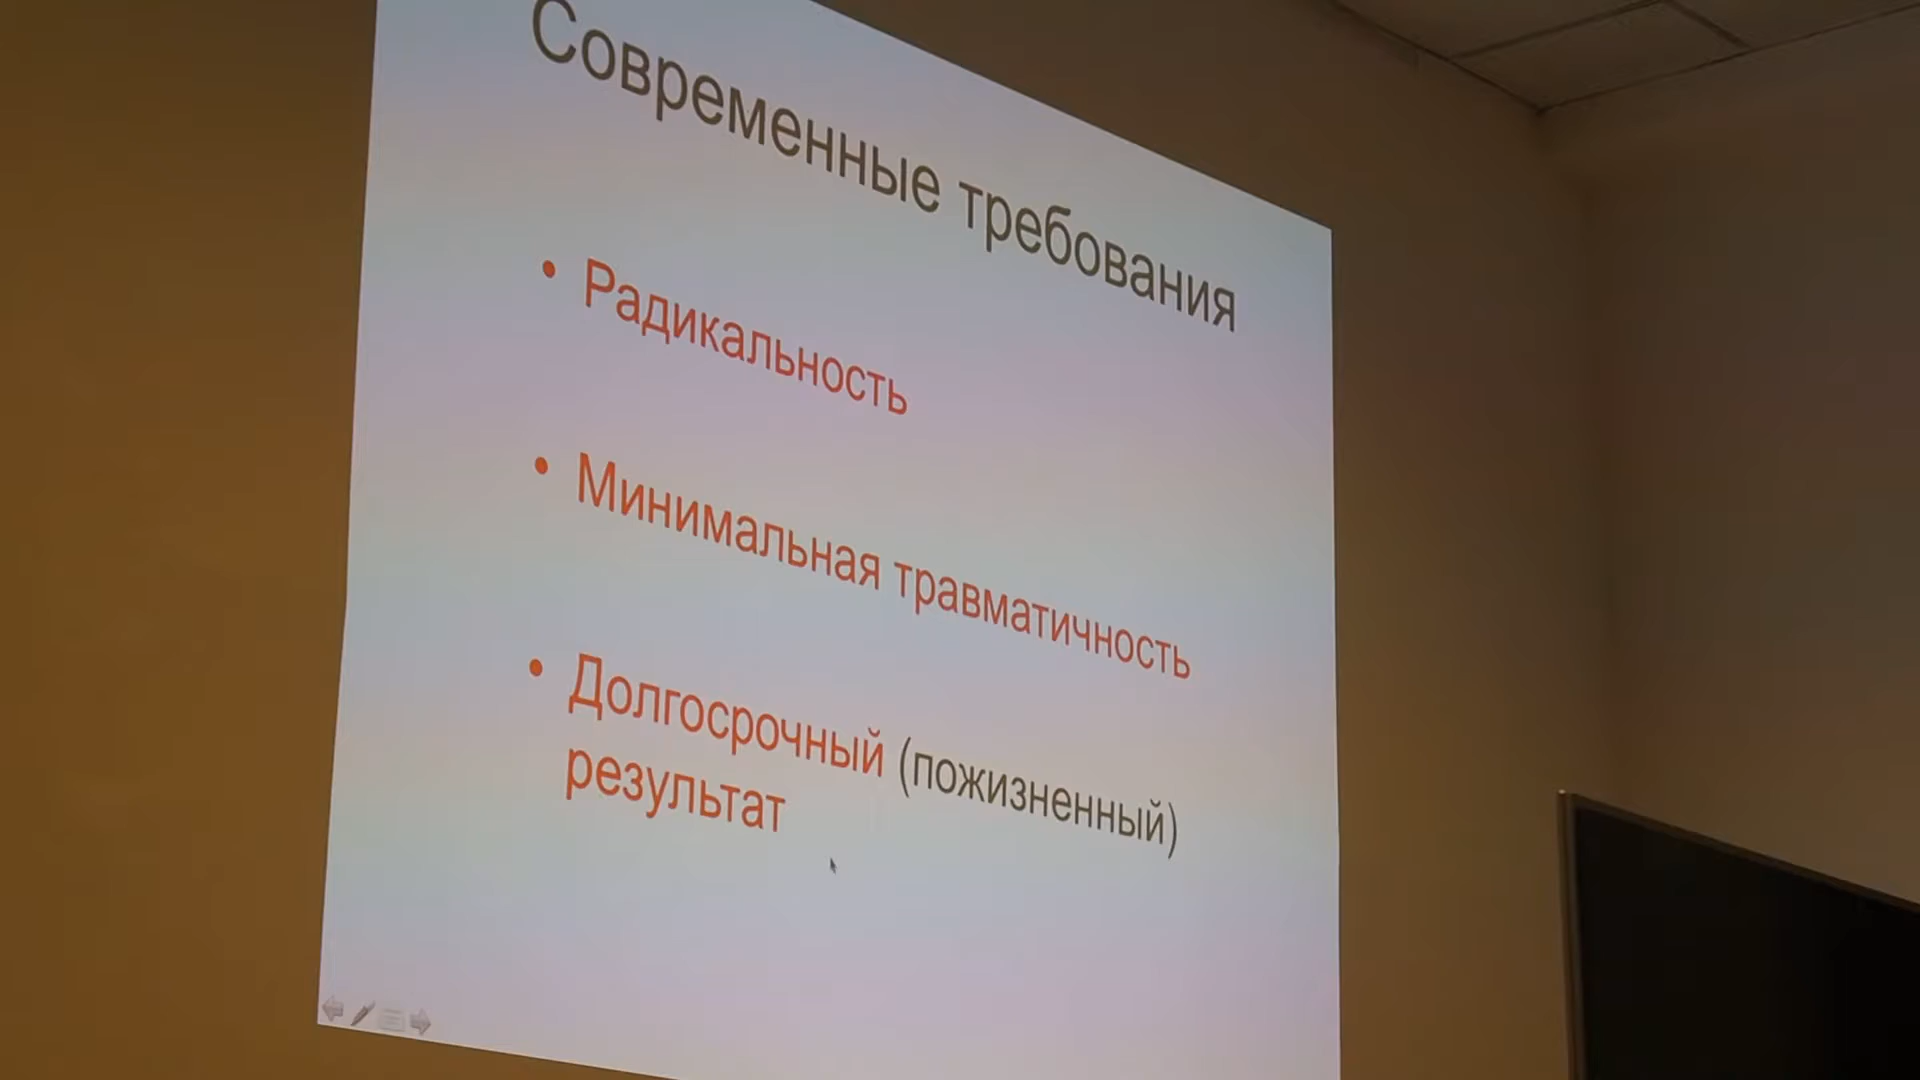 Современные требования
• Радикальность
• Минимальная травматичность
• Долгосрочный (пожизненный)
результат